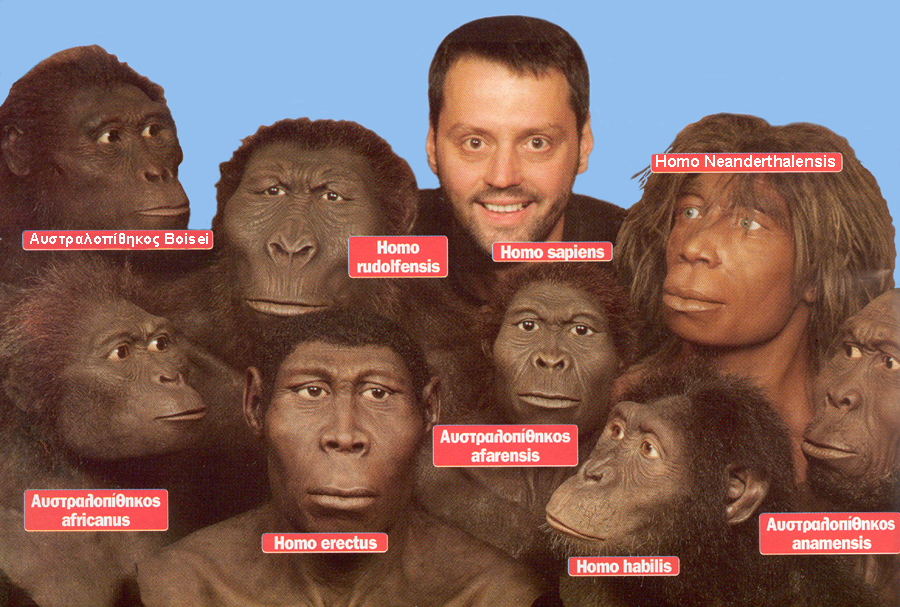 Homo Neanderthalensis
Αυστραλοπίθηκος Boisei
Homo
rudolfensis
Homo sapiens
Αυστραλοπίθηκος
afarensis
Αυστραλοπίθηκος
africanus
Homo erectus
Homo habilis
Αυστραλοπίθηκος
anamensis